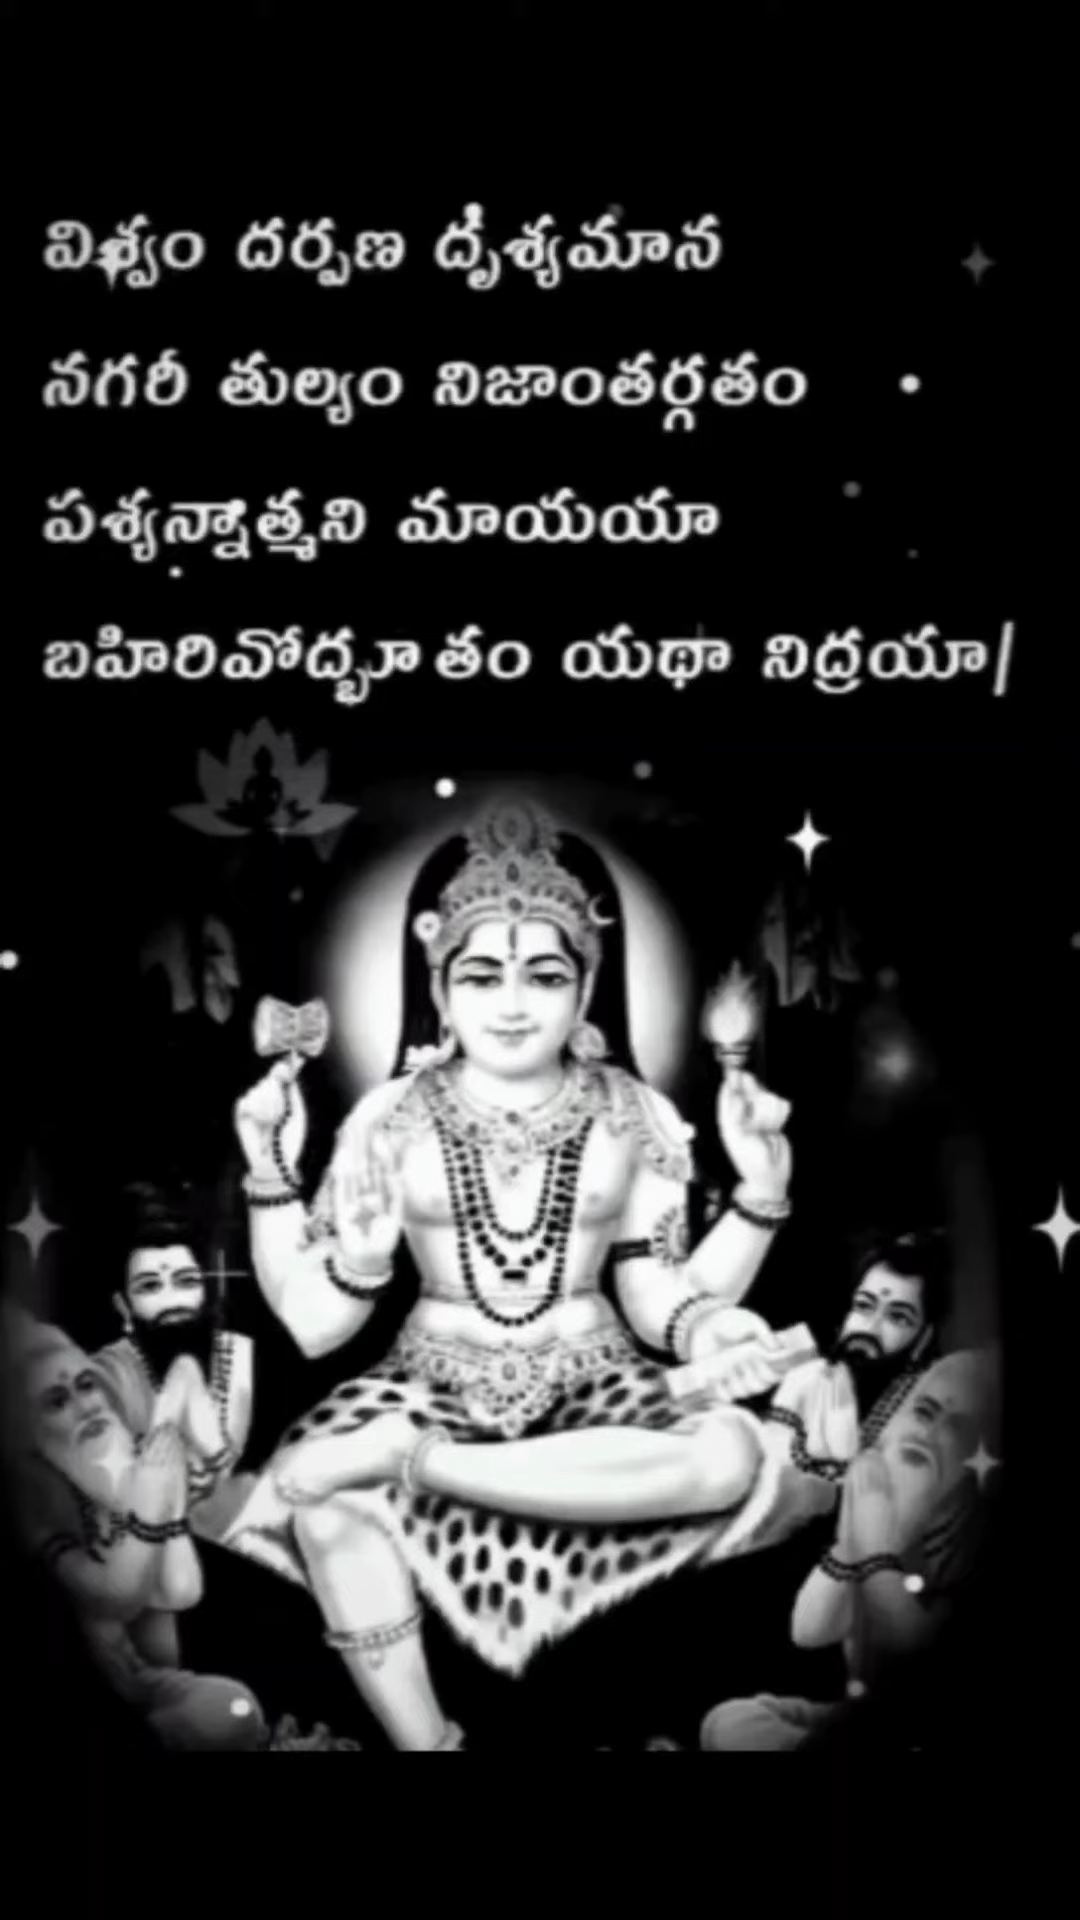 విశ్వం దర్పణ దృశ్యమాన
నగరీ తుల్యం నిజాంతర్గతం
పశ్యన్నాత్మని మాయయా
బహిరివోద్భూతం యథా నిద్రయా/